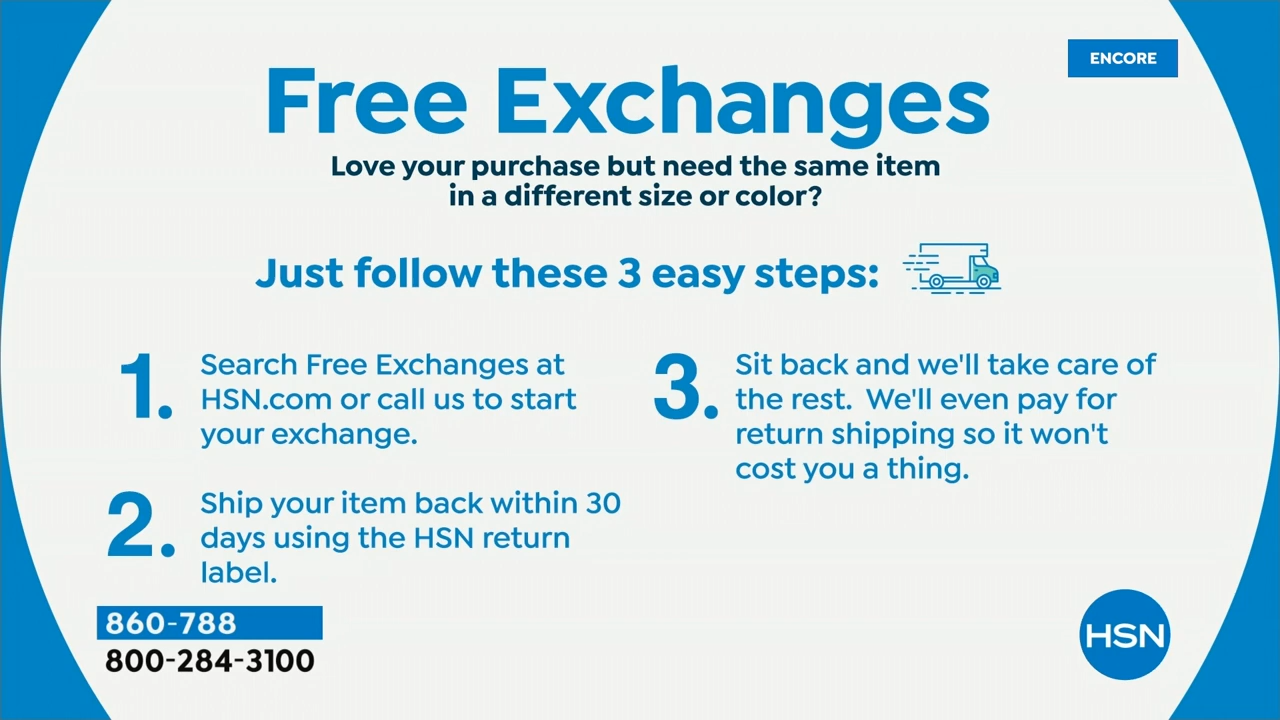 ENCORE
Free Exchanges
Love your purchase but need the same item
in a different size or color?
Just follow these 3 easy steps:
1. Search Free Exchanges at
HSN.com or call us to start
your exchange.
2. Ship your item back within 30
days using the HSN return
label.
3. Sit back and we'll take care of
the rest. We'll even pay for
return shipping so it won't
cost you a thing.
860-788
800-284-3100
HSN